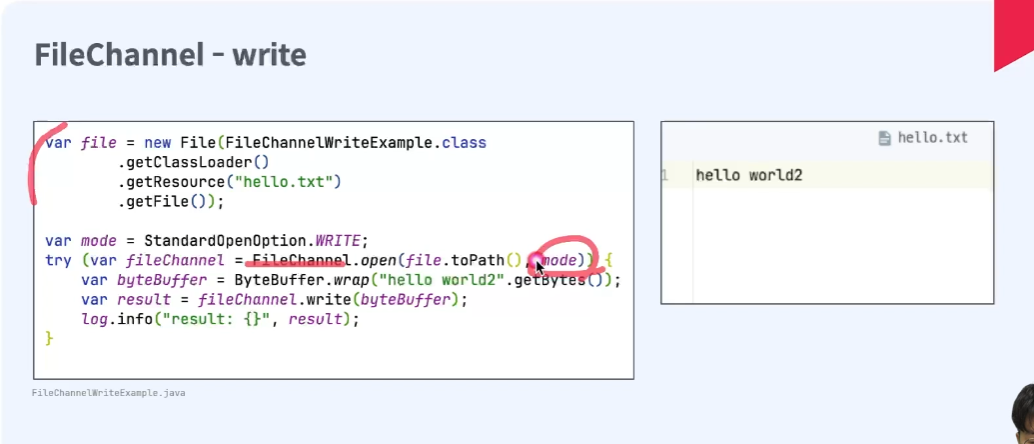 FileChannel - write
var file = new File(FileChannelWriteExample.class
.getClassLoader()
.getResource("hello.txt")
.getFile());
var mode = StandardOpenOption.WRITE;
try (var fileChannel = FileChannel.open(file.toPath(), mode)) {
var byteBuffer = ByteBuffer.wrap("hello world2".getBytes());
var result = fileChannel.write(byteBuffer);
log.info("result: {}", result);
}
FileChannelWriteExample.java
hello.txt
1 hello world2